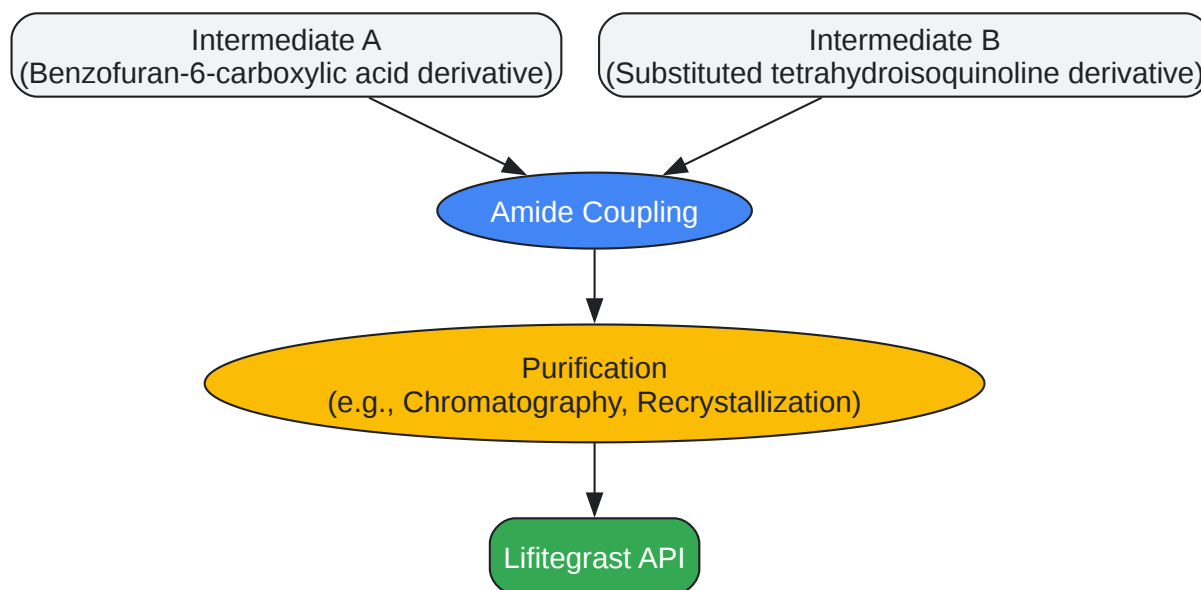 Intermediate A
(Benzofuran-6-carboxylic acid derivative)
Intermediate B
(Substituted tetrahydroisoquinoline derivative)
Amide Coupling
Purification
(e.g., Chromatography, Recrystallization)
Lifitegrast API